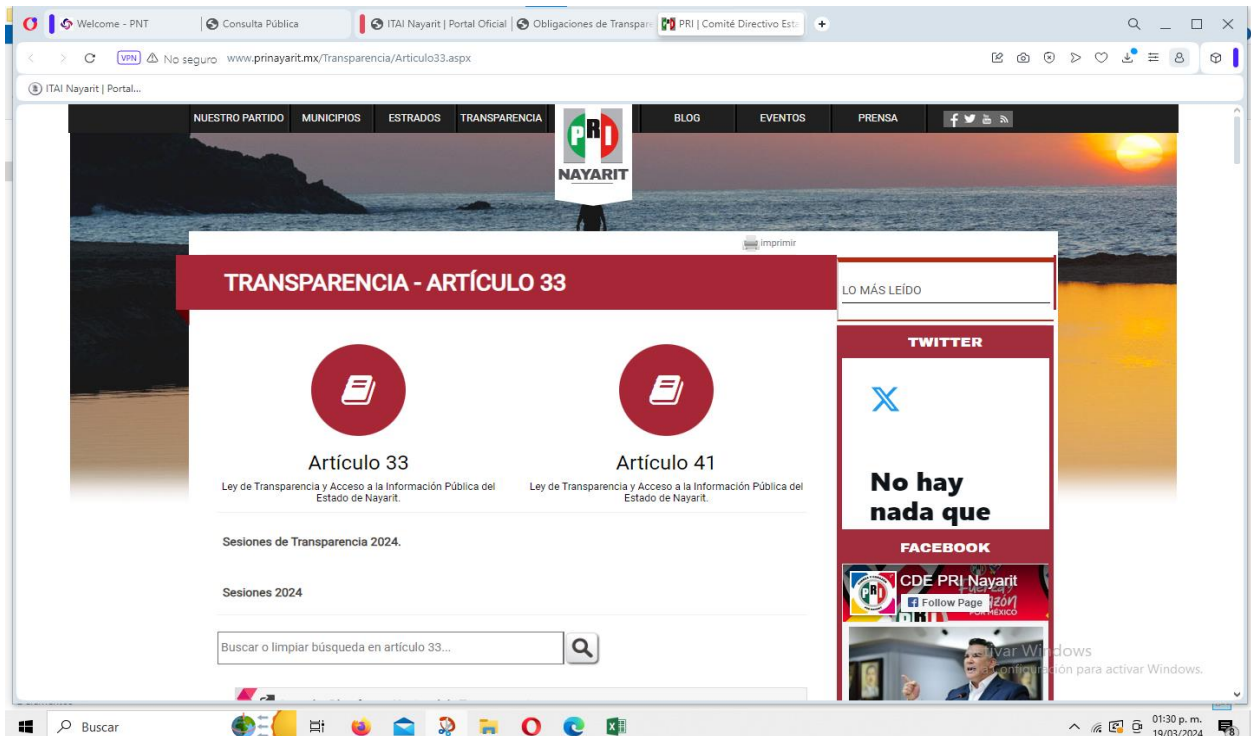 Welcome - PNT
Consulta Pública
ITAI Nayarit | Portal Oficial
Obligaciones de Transpare
PRI | Comité Directivo Esta
VPN
No seguro
www.prinayarit.mx/Transparencia/Articulo33.aspx
ITAI Nayarit | Portal...
NUESTRO PARTIDO
MUNICIPIOS
ESTRADOS
TRANSPARENCIA
BLOG
EVENTOS
PRENSA
PRI
NAYARIT
imprimir
TRANSPARENCIA - ARTÍCULO 33
LO MÁS LEÍDO
TWITTER
Artículo 33
Ley de Transparencia y Acceso a la Información Pública del
Estado de Nayarit.
Artículo 41
Ley de Transparencia y Acceso a la Información Pública del
Estado de Nayarit.
No hay
nada que
Sesiones de Transparencia 2024.
FACEBOOK
CDE PRI Nayarit
Follow Page
Sesiones 2024
Buscar o limpiar búsqueda en artículo 33...
para activar Windows.
Buscar
01:30 p. m.
19/03/2024